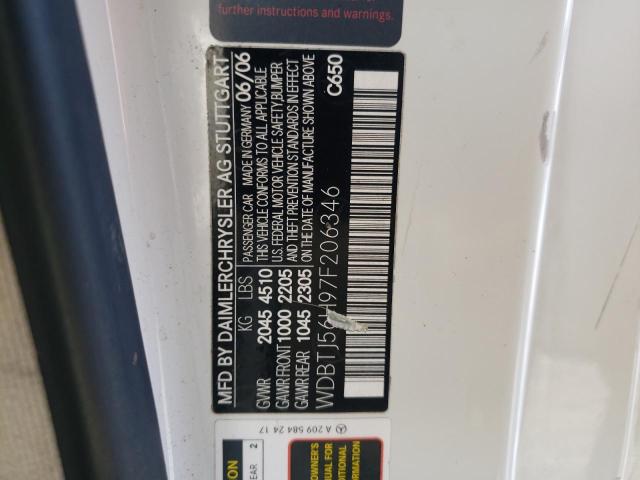 further instructions and warnings.
MFD BY DAIMLERCHRYSLER AG STUTTGART
PASSENGER CAR MADE IN GERMANY 06/06
THIS VEHICLE CONFORMS TO ALL APPLICABLE
U.S. FEDERAL MOTOR VEHICLE SAFETY, BUMPER
AND THEFT PREVENTION STANDARDS IN EFFECT
ON THE DATE OF MANUFACTURE SHOWN ABOVE
C650
KG LBS
GVWR 2045 4510
GAWR FRONT 1000 2205
GAWR REAR 1045 2305
WDBTJ56H97F206346
A 209 584 24 17
2